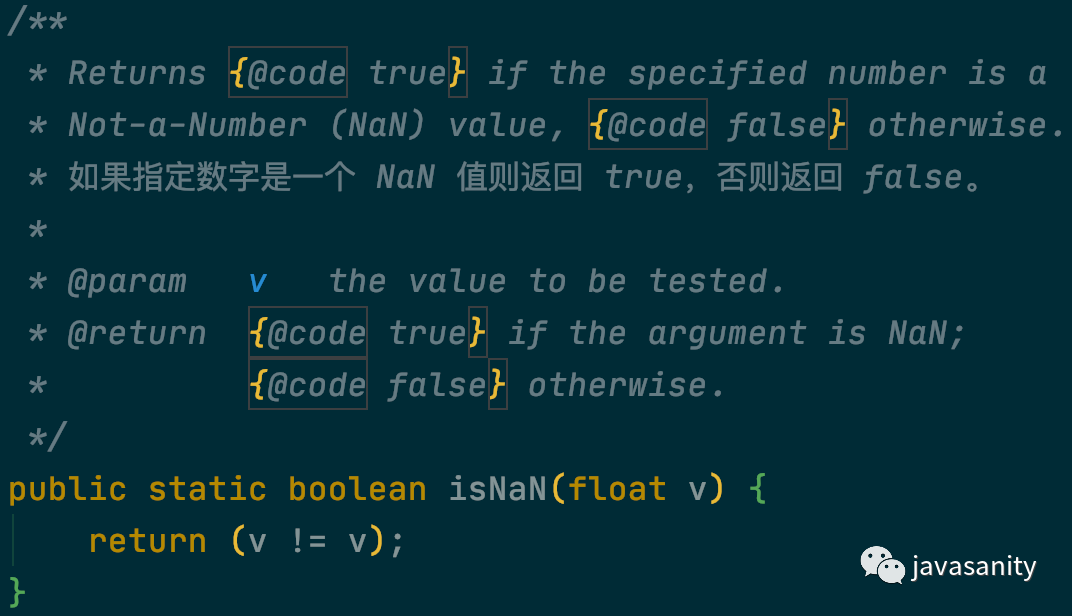 /**
 * Returns {@code true} if the specified number is a
 * Not-a-Number (NaN) value, {@code false} otherwise.
 * 如果指定数字是一个 NaN 值则返回 true，否则返回 false。
 *
 * @param   v   the value to be tested.
 * @return  {@code true} if the argument is NaN;
 *          {@code false} otherwise.
 */
public static boolean isNaN(float v) {
    return (v != v);
}
javasanity